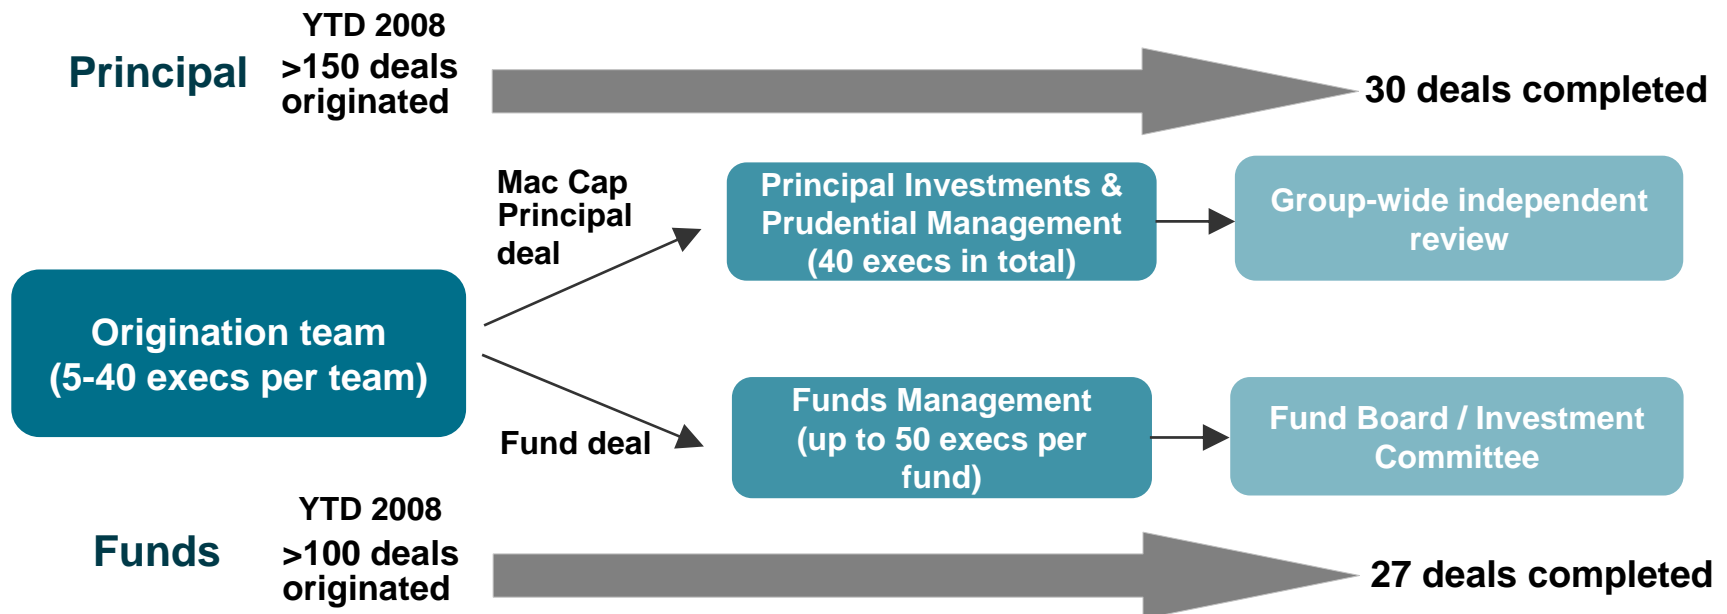 Principal
YTD 2008
>150 deals
originated
30 deals completed
Mac Cap
Principal
deal
Principal Investments &
Prudential Management
(40 execs in total)
Group-wide independent
review
Origination team
(5-40 execs per team)
Fund deal
Funds Management
(up to 50 execs per
fund)
Fund Board / Investment
Committee
Funds
YTD 2008
>100 deals
originated
27 deals completed